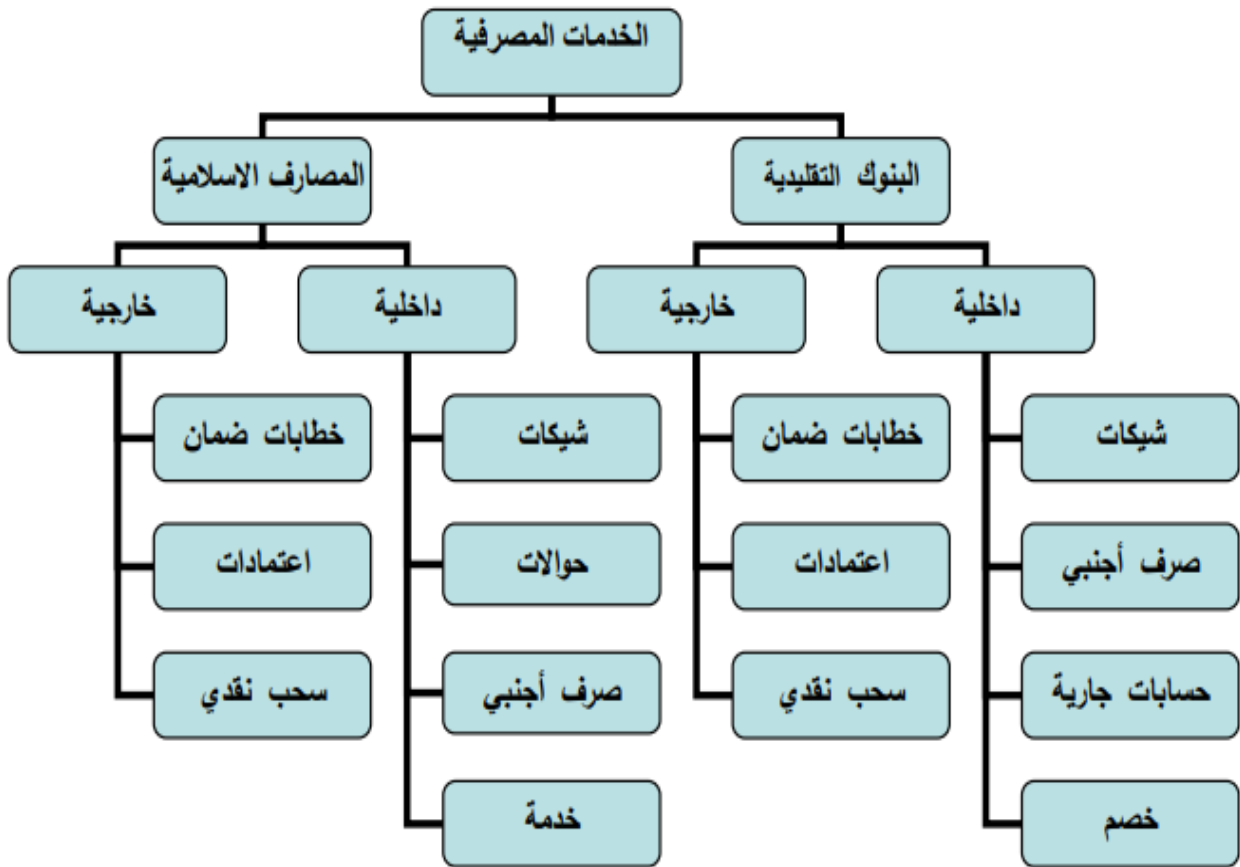 الخدمات المصرفية
البنوك التقليدية
المصارف الاسلامية
داخلية
خارجية
داخلية
خارجية
شيكات
خطابات ضمان
شيكات
خطابات ضمان
صرف أجنبي
اعتمادات
حوالات
اعتمادات
حسابات جارية
سحب نقدي
صرف أجنبي
سحب نقدي
خصم
خدمة